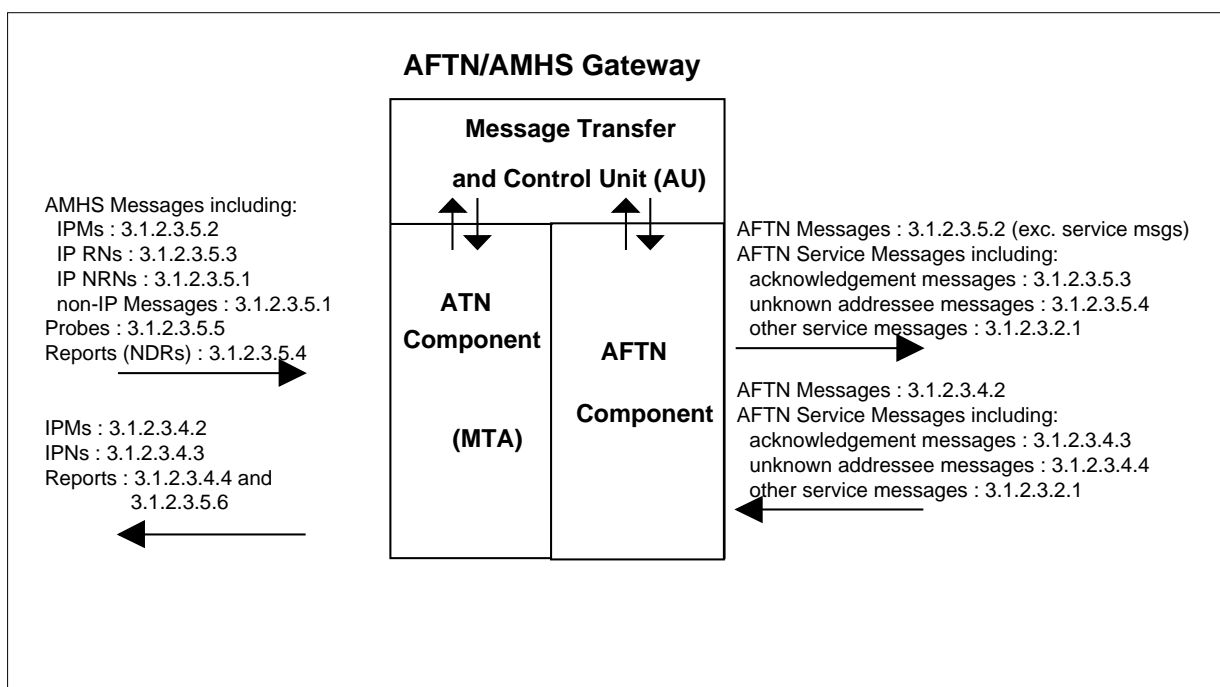 AFTN/AMHS Gateway
Message Transfer
and Control Unit (AU)
AMHS Messages including:
IPMs : 3.1.2.3.5.2
IP RNs : 3.1.2.3.5.3
IP NRNs : 3.1.2.3.5.1
non-IP Messages : 3.1.2.3.5.1
Probes : 3.1.2.3.5.5
Reports (NDRs) : 3.1.2.3.5.4
IPMs : 3.1.2.3.4.2
IPNs : 3.1.2.3.4.3
Reports : 3.1.2.3.4.4 and
3.1.2.3.5.6
ATN
Component
(MTA)
AFTN
Component
AFTN Messages : 3.1.2.3.5.2 (exc. service msgs)
AFTN Service Messages including:
acknowledgement messages : 3.1.2.3.5.3
unknown addressee messages : 3.1.2.3.5.4
other service messages : 3.1.2.3.2.1
AFTN Messages : 3.1.2.3.4.2
AFTN Service Messages including:
acknowledgement messages : 3.1.2.3.4.3
unknown addressee messages : 3.1.2.3.4.4
other service messages : 3.1.2.3.2.1